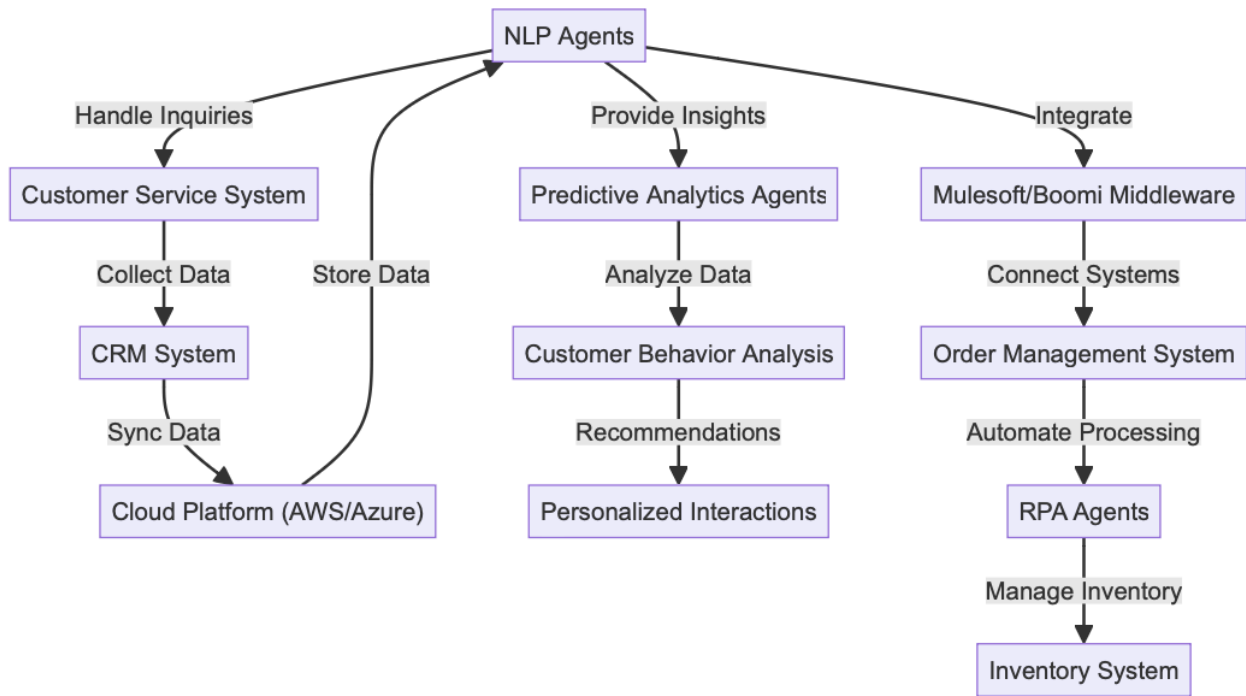 NLP Agents
Handle Inquiries
Provide Insights
Integrate
Customer Service System
Predictive Analytics Agents
Mulesoft/Boomi Middleware
Collect Data
Store Data
Analyze Data
Connect Systems
CRM System
Customer Behavior Analysis
Order Management System
Sync Data
Recommendations
Automate Processing
Cloud Platform (AWS/Azure)
Personalized Interactions
RPA Agents
Manage Inventory
Inventory System